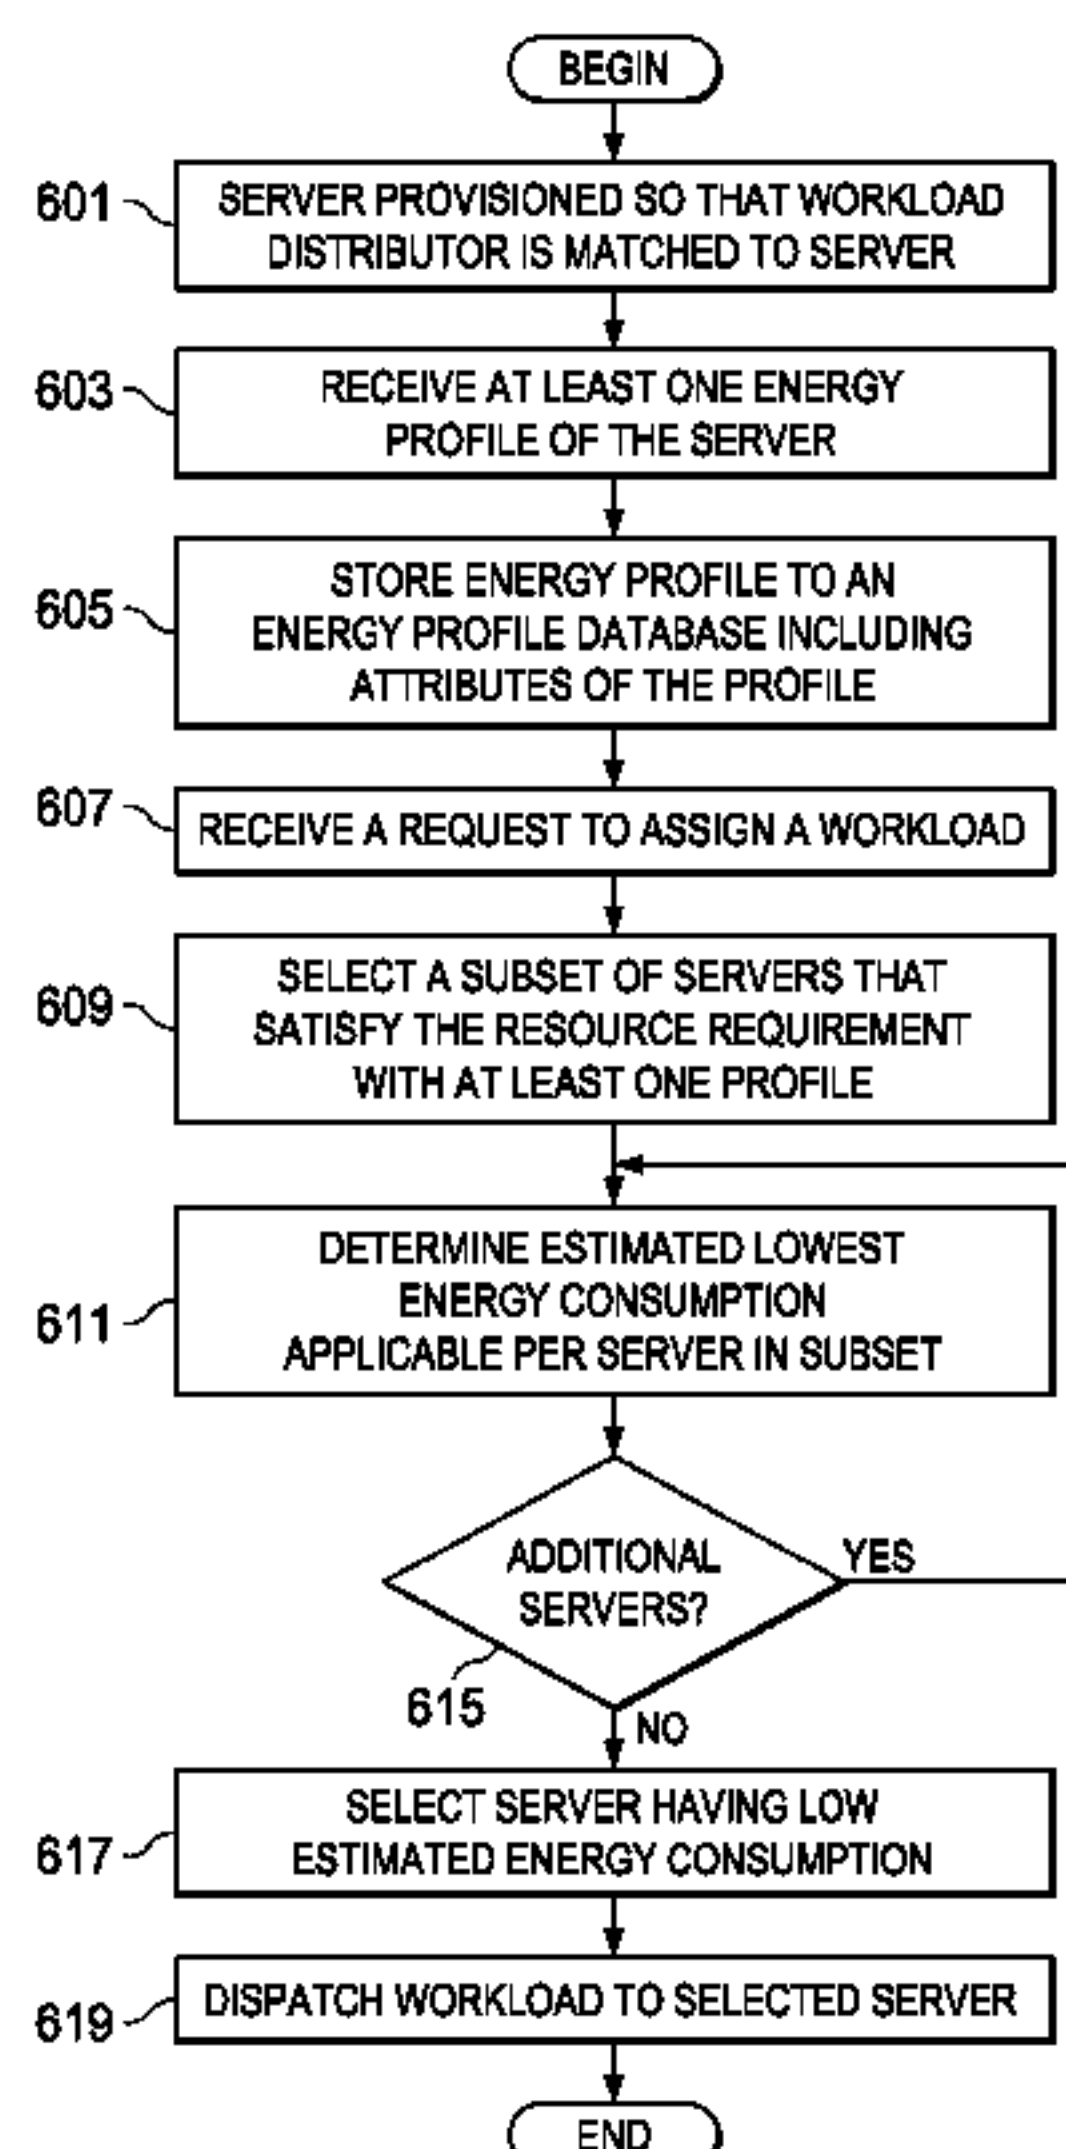 BEGIN
601
SERVER PROVISIONED SO THAT WORKLOAD
DISTRIBUTOR IS MATCHED TO SERVER
603
RECEIVE AT LEAST ONE ENERGY
PROFILE OF THE SERVER
605
STORE ENERGY PROFILE TO AN
ENERGY PROFILE DATABASE INCLUDING
ATTRIBUTES OF THE PROFILE
607
RECEIVE A REQUEST TO ASSIGN A WORKLOAD
609
SELECT A SUBSET OF SERVERS THAT
SATISFY THE RESOURCE REQUIREMENT
WITH AT LEAST ONE PROFILE
611
DETERMINE ESTIMATED LOWEST
ENERGY CONSUMPTION
APPLICABLE PER SERVER IN SUBSET
ADDITIONAL
SERVERS?
YES
615
NO
617
SELECT SERVER HAVING LOW
ESTIMATED ENERGY CONSUMPTION
619
DISPATCH WORKLOAD TO SELECTED SERVER
END